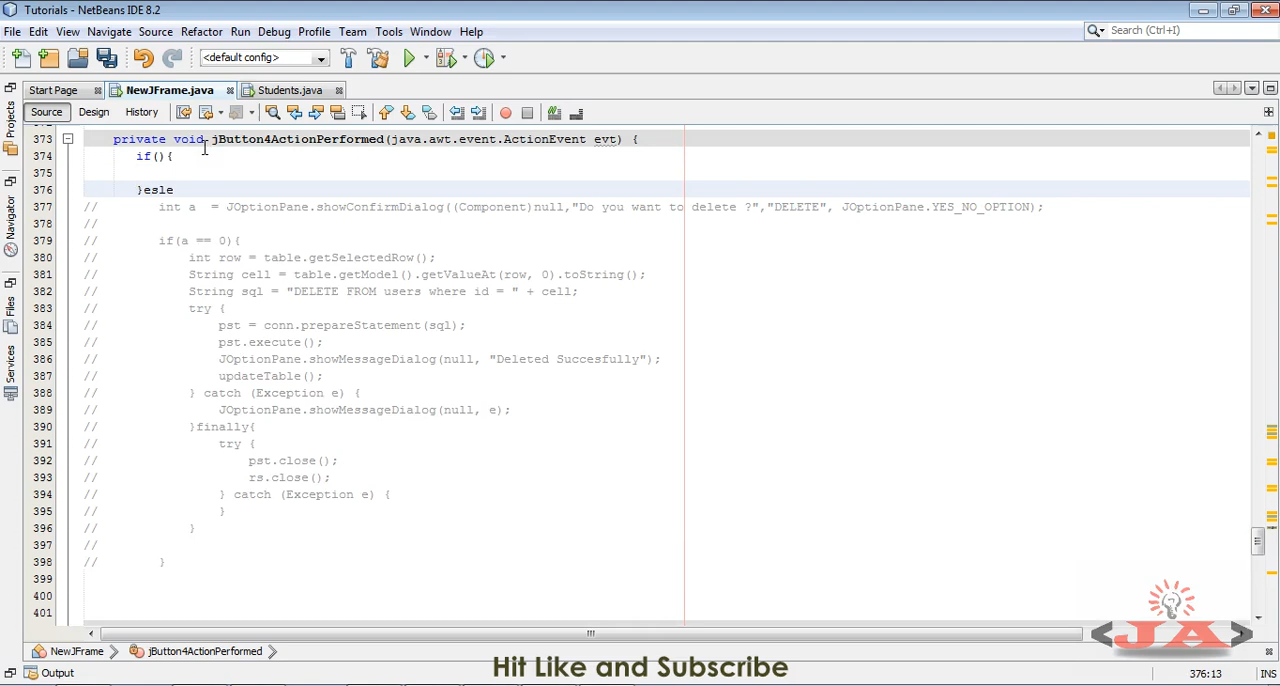 Tutorials - NetBeans IDE 8.2
File Edit View Navigate Source Refactor Run Debug Profile Team Tools Window Help
Search (Ctrl+I)
<default config>
Start Page NewJFrame.java Students.java
Source Design History
373 private void jButton4ActionPerformed(java.awt.event.ActionEvent evt) {
374 if(){
375
376 }esle
377 // int a  = JOptionPane.showConfirmDialog((Component)null,"Do you want to delete ?","DELETE", JOptionPane.YES_NO_OPTION);
378 //
379 // if(a == 0){
380 // int row = table.getSelectedRow();
381 // String cell = table.getModel().getValueAt(row, 0).toString();
382 // String sql = "DELETE FROM users where id = " + cell;
383 // try {
384 // pst = conn.prepareStatement(sql);
385 // pst.execute();
386 // JOptionPane.showMessageDialog(null, "Deleted Succesfully");
387 // updateTable();
388 // } catch (Exception e) {
389 // JOptionPane.showMessageDialog(null, e);
390 // }finally{
391 // try {
392 // pst.close();
393 // rs.close();
394 // } catch (Exception e) {
395 // }
396 // }
397 //
398 // }
399
400
401
Projects
Navigator
Files
Services
<JA>
NewJFrame jButton4ActionPerformed
Output
Hit Like and Subscribe
376:13 INS